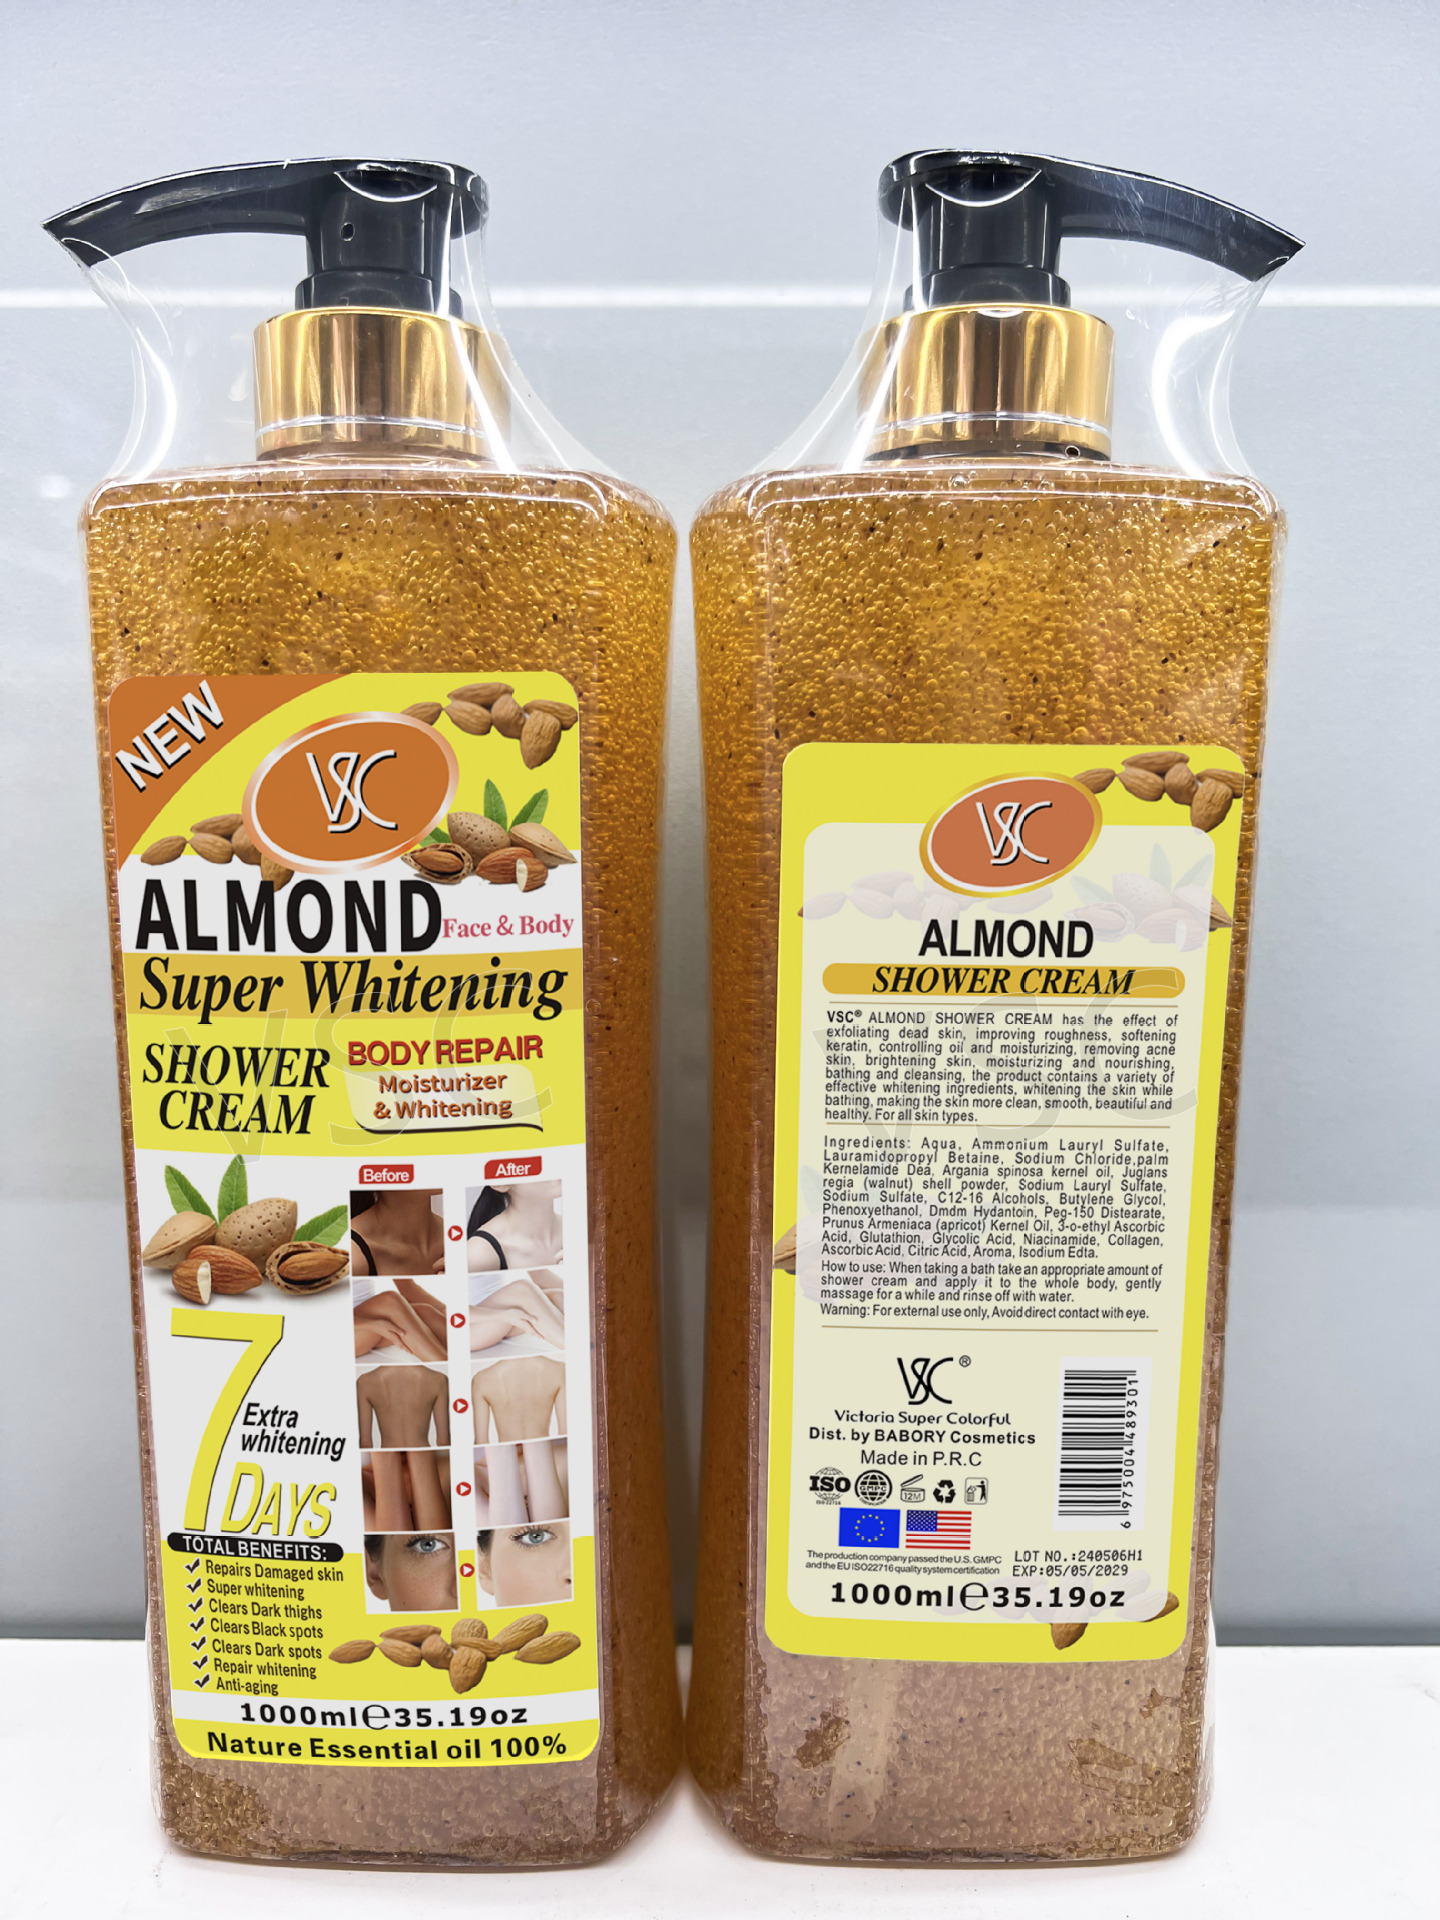 NEW
VSC
ALMOND Face & Body
Super Whitening
SHOWER
CREAM
BODY REPAIR
Moisturizer
& Whitening
Before After
7
Extra
whitening
DAYS
TOTAL BENEFITS:
Repairs Damaged skin
Super whitening
Clears Dark thighs
Clears Black spots
Clears Dark spots
Repair whitening
Anti-aging
1000ml℮35.19oz
Nature Essential oil 100%
VSC
ALMOND
SHOWER CREAM
VSC® ALMOND SHOWER CREAM has the effect of
exfoliating dead skin, improving roughness, softening
keratin, controlling oil and moisturizing, removing acne
skin, brightening skin, moisturizing and nourishing,
bathing and cleansing, the product contains a variety of
effective whitening ingredients, whitening the skin while
bathing, making the skin more clean, smooth, beautiful and
healthy. For all skin types.
Ingredients: Aqua, Ammonium Lauryl Sulfate,
Lauramidopropyl Betaine, Sodium Chloride,palm
Kernelamide Dea, Argania spinosa kernel oil, Juglans
regia (walnut) shell powder, Sodium Lauryl Sulfate,
Sodium Sulfate, C12-16 Alcohols, Butylene Glycol,
Phenoxyethanol, Dmdm Hydantoin, Peg-150 Distearate,
Prunus Armeniaca (apricot) Kernel Oil, 3-o-ethyl Ascorbic
Acid, Glutathion, Glycolic Acid, Niacinamide, Collagen,
Ascorbic Acid, Citric Acid, Aroma, Isodium Edta.
How to use: When taking a bath take an appropriate amount of
shower cream and apply it to the whole body, gently
massage for a while and rinse off with water.
Warning: For external use only, Avoid direct contact with eye.
VSC®
Victoria Super Colorful
Dist. by BABORY Cosmetics
Made in P.R.C
ISO GMPC 12M
ISO 22716
The production company passed the U.S. GMPC
and the EU ISO22716 quality system certification
LOT NO.:240506H1
EXP:05/05/2029
1000ml℮35.19oz
6 975004 489301
VSC
VSC